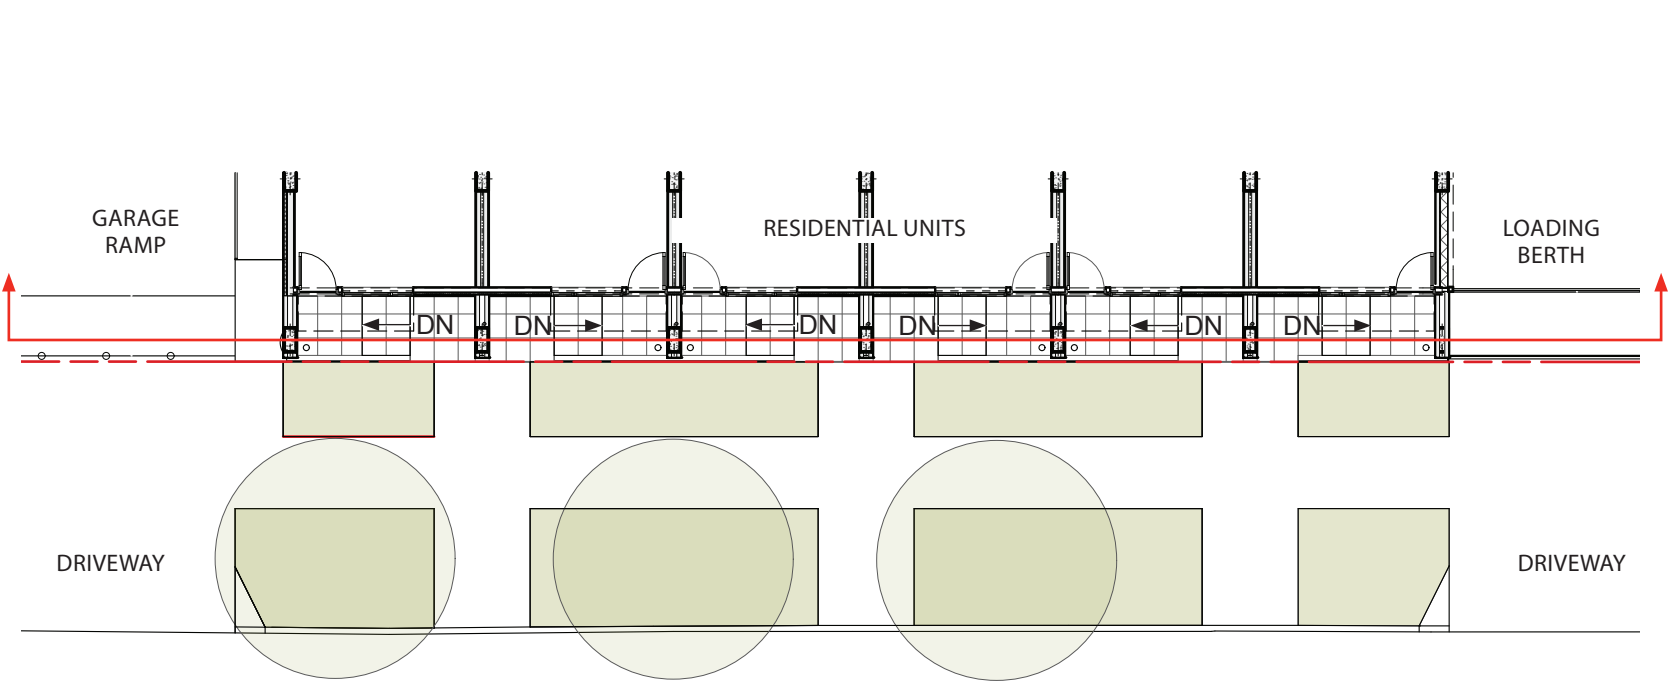 GARAGE
RAMP
RESIDENTIAL UNITS
LOADING
BERTH
DN
DN
DN
DN
DN
DN
DRIVEWAY
DRIVEWAY